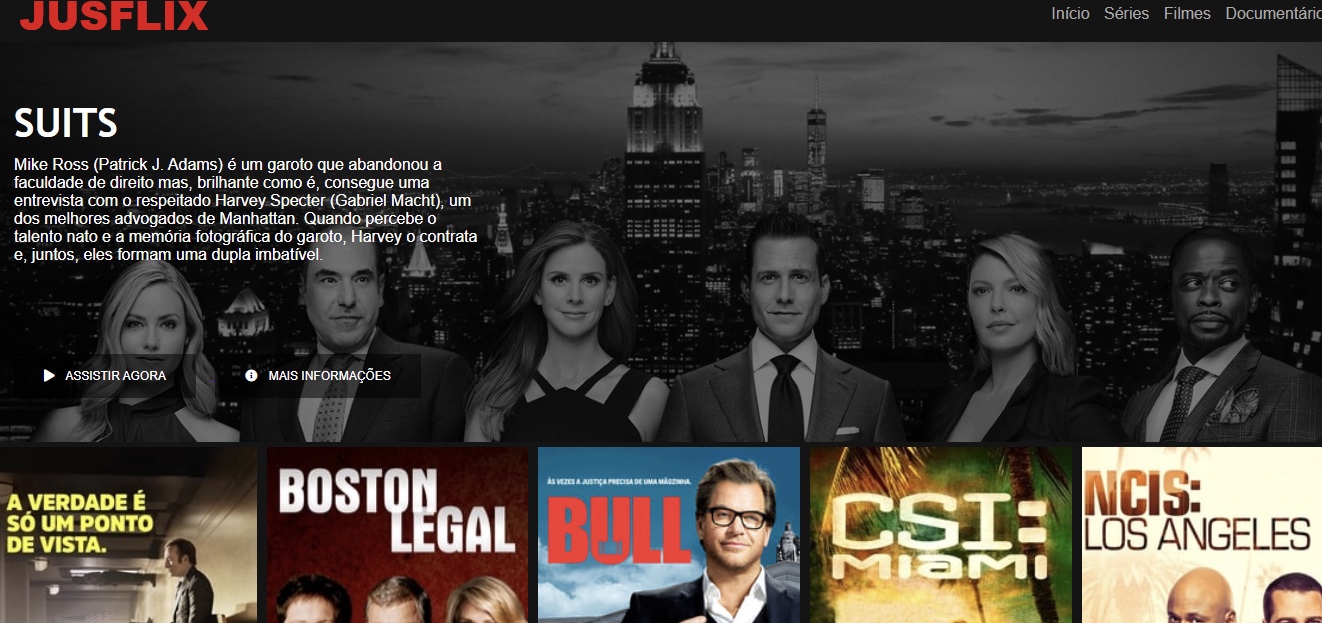 JUSFLIX
Início Séries Filmes Documentário
SUITS
Mike Ross (Patrick J. Adams) é um garoto que abandonou a
faculdade de direito mas, brilhante como é, consegue uma
entrevista com o respeitado Harvey Specter (Gabriel Macht), um
dos melhores advogados de Manhattan. Quando percebe o
talento nato e a memória fotográfica do garoto, Harvey o contrata
e, juntos, eles formam uma dupla imbatível.
ASSISTIR AGORA
MAIS INFORMAÇÕES
A VERDADE É
SÓ UM PONTO
DE VISTA.
BOSTON
LEGAL
ÀS VEZES A JUSTIÇA PRECISA DE UMA MÃOZINHA.
BULL
CSI:
MIAMI
NCIS:
LOS ANGELES